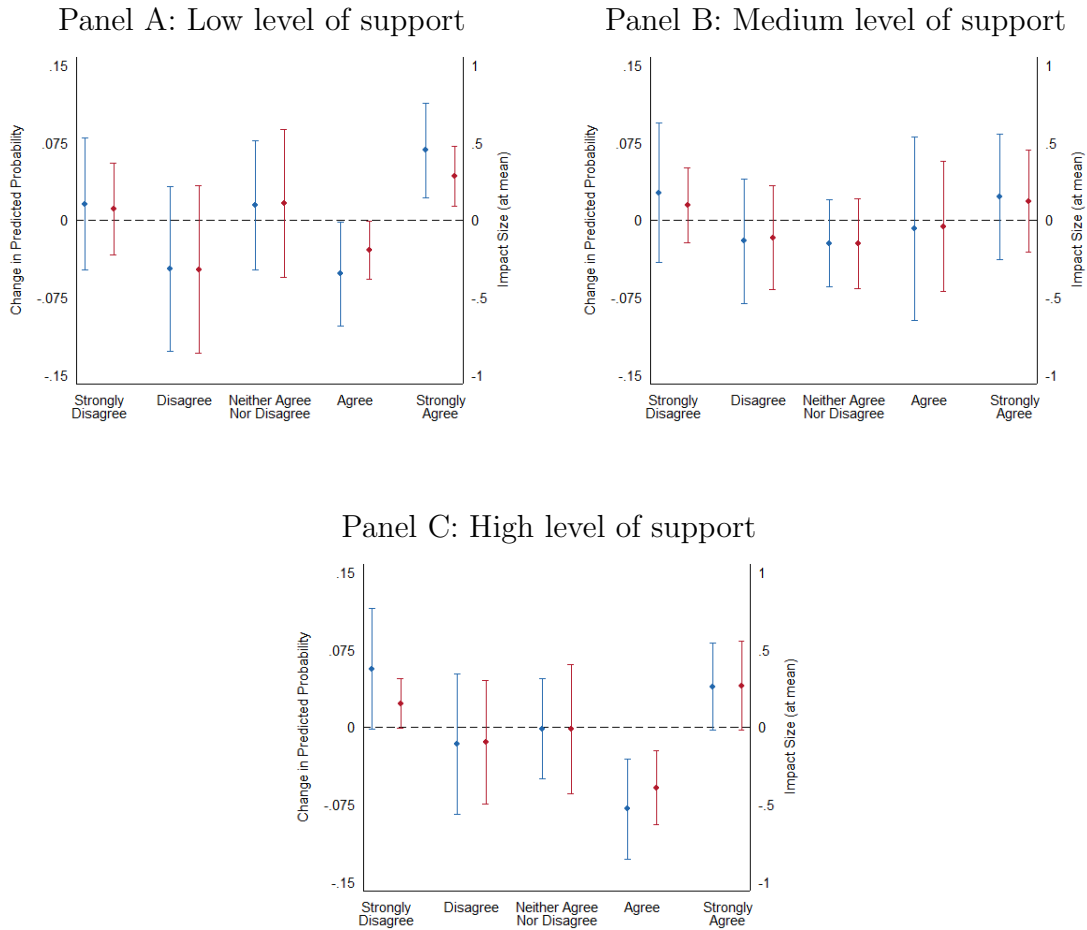 Panel A: Low level of support
.15
.075
0
-.075
-.15
Change in Predicted Probability
1
.5
0
-.5
-1
Impact Size (at mean)
Strongly
Disagree
Disagree
Neither Agree
Nor Disagree
Agree
Strongly
Agree
Panel B: Medium level of support
.15
.075
0
-.075
-.15
Change in Predicted Probability
1
.5
0
-.5
-1
Impact Size (at mean)
Strongly
Disagree
Disagree
Neither Agree
Nor Disagree
Agree
Strongly
Agree
Panel C: High level of support
.15
.075
0
-.075
-.15
Change in Predicted Probability
1
.5
0
-.5
-1
Impact Size (at mean)
Strongly
Disagree
Disagree
Neither Agree
Nor Disagree
Agree
Strongly
Agree